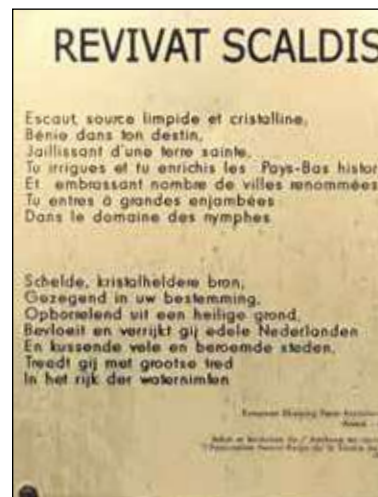 REVIVAT SCALDIS
Escaut, source limpide et cristalline,
Bénie dans ton destin,
Jaillissant d'une terre sainte,
Tu irrigues et tu enrichis les Pays-Bas histor
Et embrassant nombre de villes renommées
Tu entres à grandes enjambées
Dans le domaine des nymphes
Schelde, kristalheldere bron,
Gezegend in uw bestemming,
Opborrelend uit een heilige grond,
Bevloeit en verrijkt gij edele Nederlanden
En kussende vele en beroemde steden,
Treedt gij met grootse tred
In het rijk der waternimfen
European